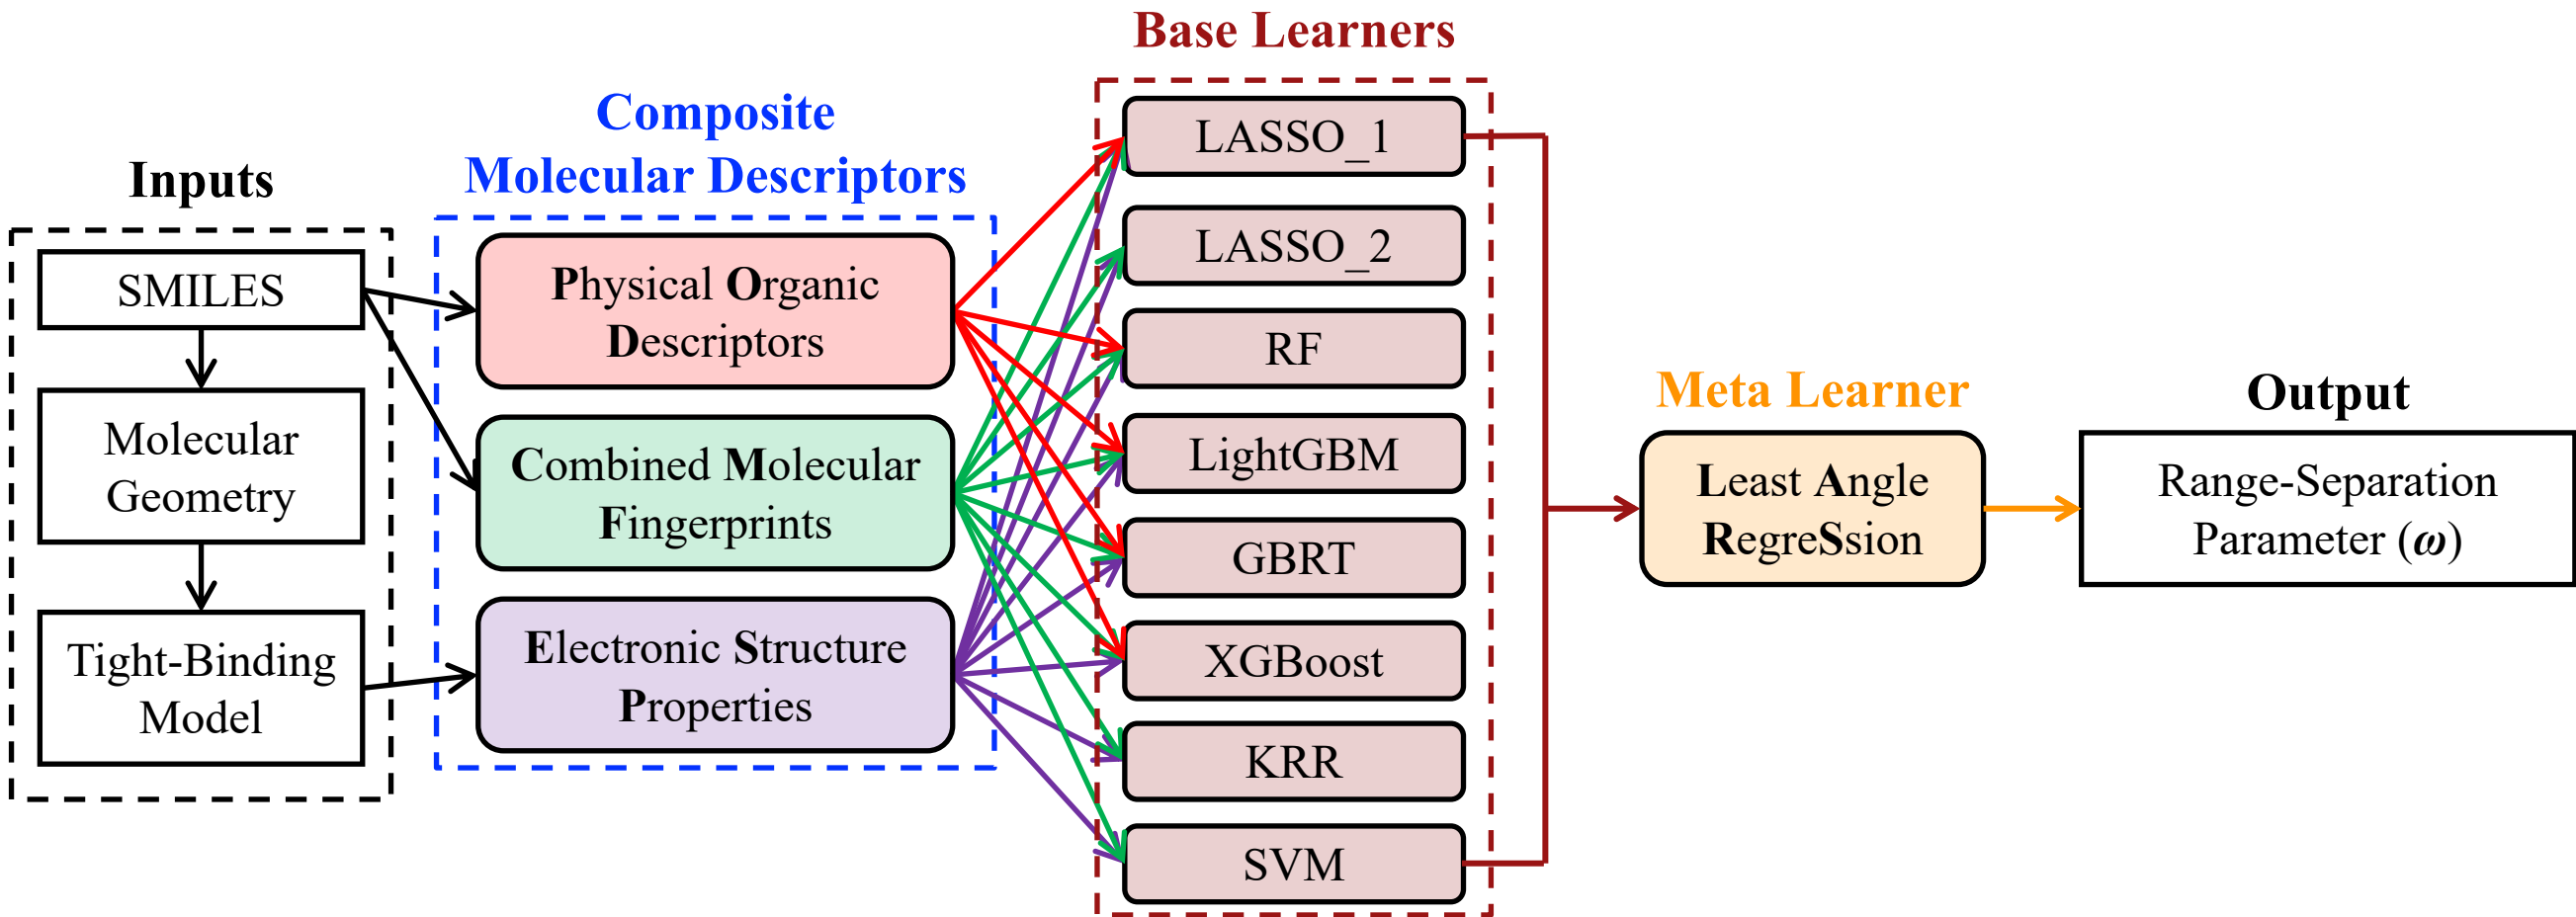 Inputs
SMILES
Molecular
Geometry
Tight-Binding
Model
Composite
Molecular Descriptors
Physical Organic
Descriptors
Combined Molecular
Fingerprints
Electronic Structure
Properties
Base Learners
LASSO_1
LASSO_2
RF
LightGBM
GBRT
XGBoost
KRR
SVM
Meta Learner
Least Angle
RegreSsion
Output
Range-Separation
Parameter (ω)